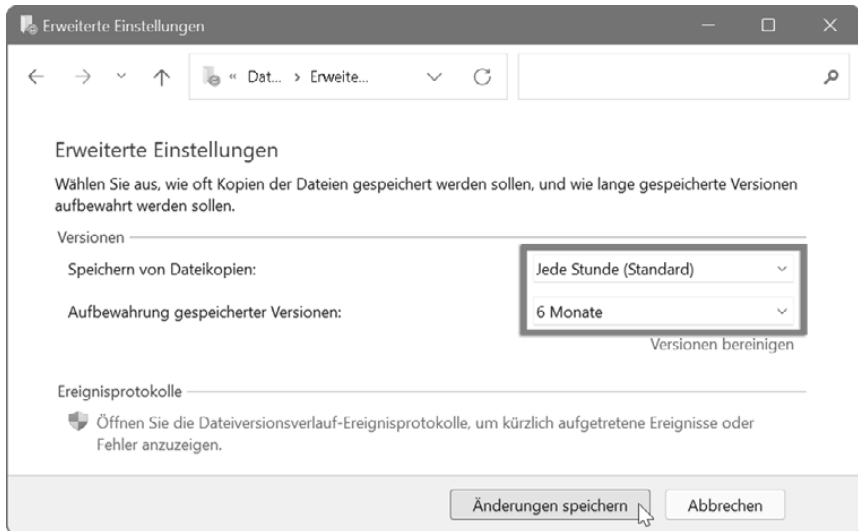 Erweiterte Einstellungen
« Dat... > Erweite...
Erweiterte Einstellungen
Wählen Sie aus, wie oft Kopien der Dateien gespeichert werden sollen, und wie lange gespeicherte Versionen
aufbewahrt werden sollen.
Versionen
Speichern von Dateikopien: Jede Stunde (Standard)
Aufbewahrung gespeicherter Versionen: 6 Monate
Versionen bereinigen
Ereignisprotokolle
Öffnen Sie die Dateiversionsverlauf-Ereignisprotokolle, um kürzlich aufgetretene Ereignisse oder
Fehler anzuzeigen.
Änderungen speichern Abbrechen